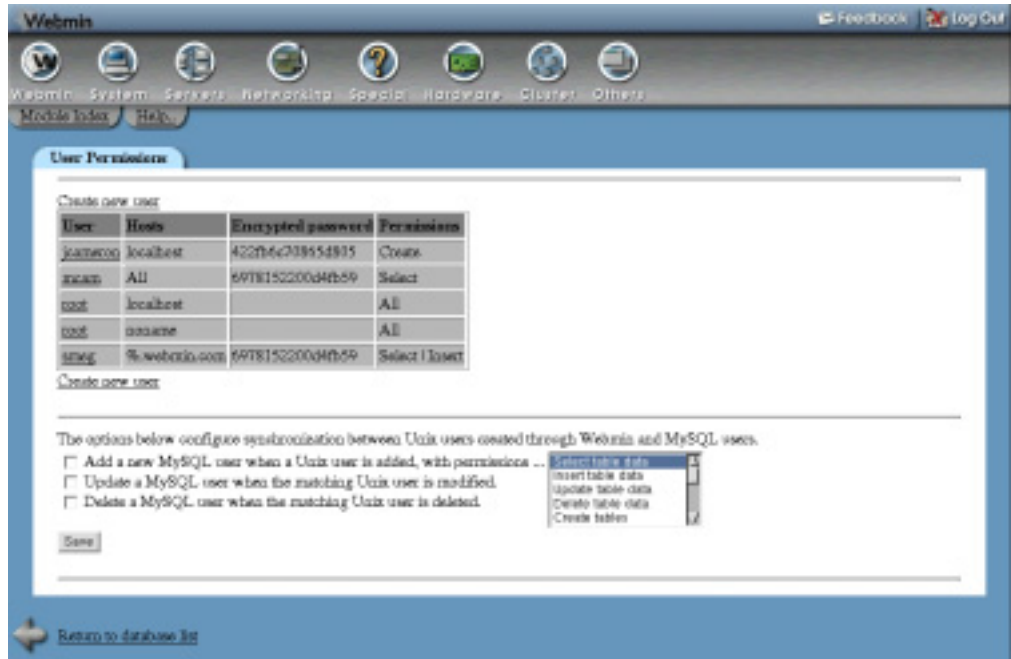 Webmin
Feedback Log Out
Webmin System Servers Networking Special Hardware Cluster Others
Module Index Help..
User Permissions
Create new user
User Hosts Encrypted password Permissions
jcameron localhost Create
mcam All 6978152200d4fb59 Select
root localhost All
root noname All
smeg %.webmin.com 6978152200d4fb59 Select | Insert
Create new user
The options below configure synchronization between Unix users created through Webmin and MySQL users.
Add a new MySQL user when a Unix user is added, with permissions ...
Update a MySQL user when the matching Unix user is modified.
Delete a MySQL user when the matching Unix user is deleted.
Select table data
Insert table data
Update table data
Delete table data
Create tables
Save
Return to database list